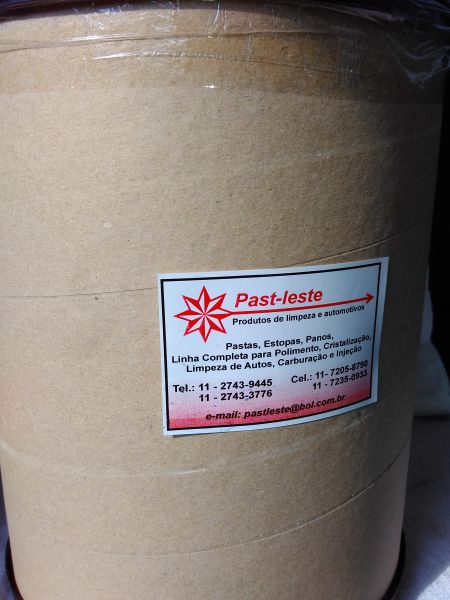 Past-leste
Produtos de limpeza e automotivos
Pastas, Estopas, Panos,
Linha Completa para Polimento, Cristalização,
Limpeza de Autos, Carburação e Injeção
Tel.: 11 - 2743-9445 Cel.: 11- 7205-8790
11 - 2743-3776 11 - 7235-0933
e-mail: pastleste@bol.com.br